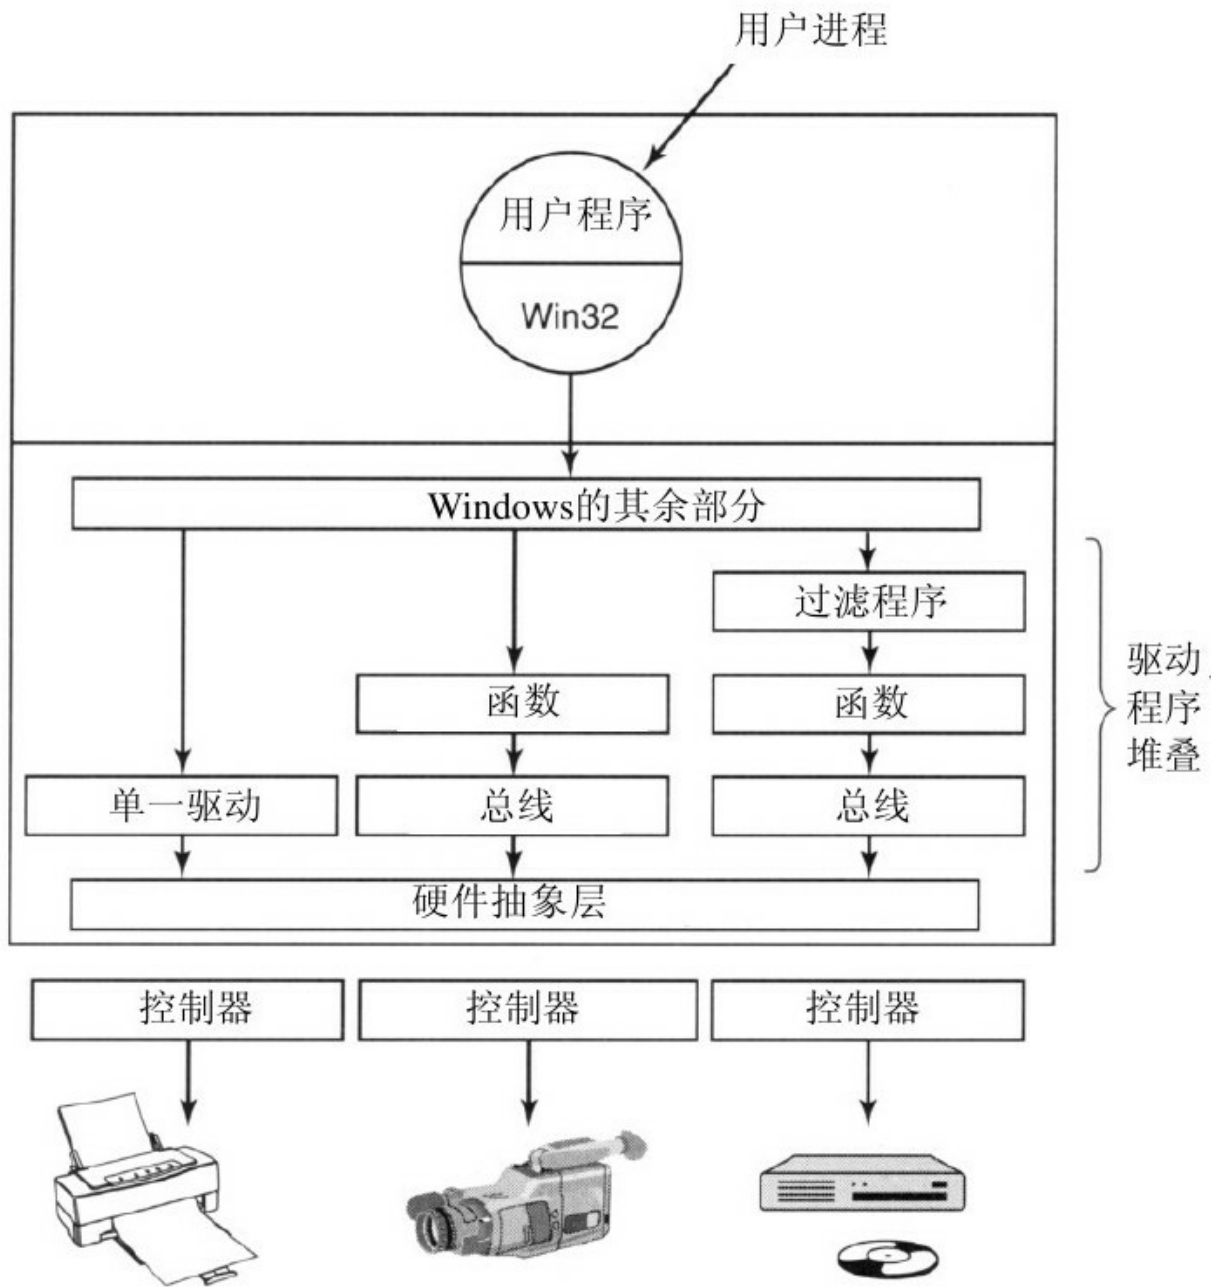 用户进程
用户程序
Win32
Windows的其余部分
过滤程序
函数
函数
驱动
程序
堆叠
单一驱动
总线
总线
硬件抽象层
控制器
控制器
控制器